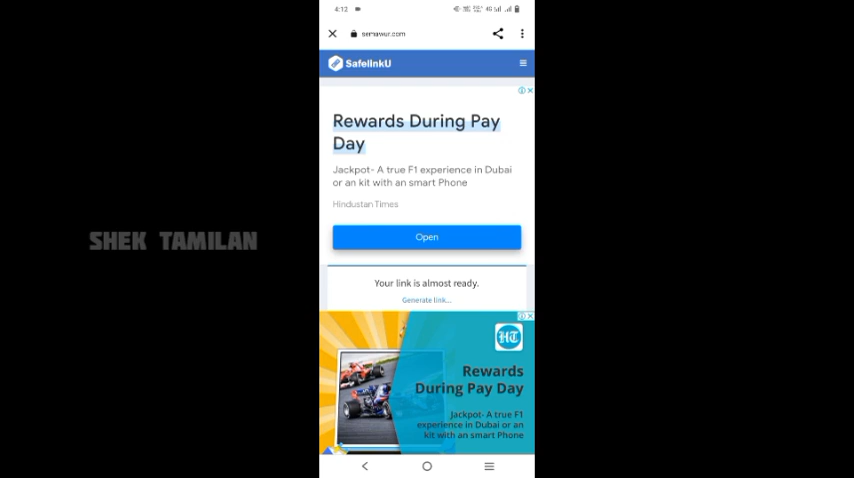 4:12
semawur.com
SafelinkU
Rewards During Pay
Day
Jackpot- A true F1 experience in Dubai
or an kit with an smart Phone
Hindustan Times
Open
SHEK TAMILAN
Your link is almost ready.
Generate link...
HT
Rewards
During Pay Day
Jackpot- A true F1
experience in Dubai or an
kit with an smart Phone